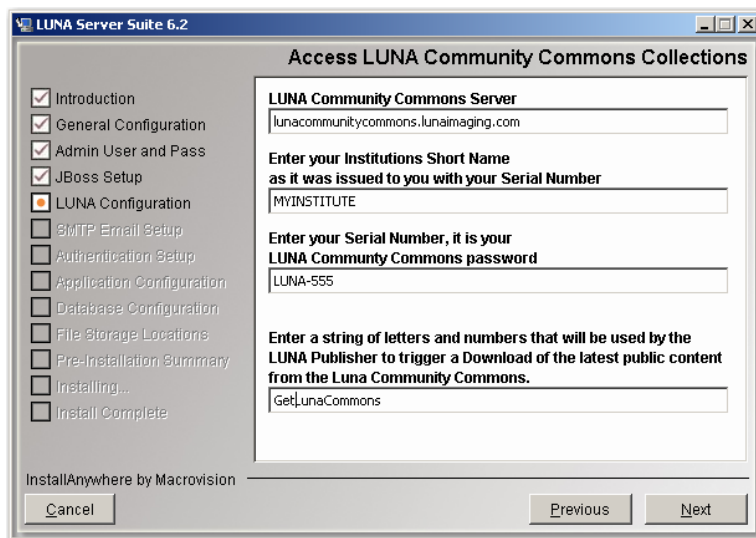 LUNA Server Suite 6.2
Access LUNA Community Commons Collections
Introduction
General Configuration
Admin User and Pass
JBoss Setup
LUNA Configuration
SMTP Email Setup
Authentication Setup
Application Configuration
Database Configuration
File Storage Locations
Pre-Installation Summary
Installing...
Install Complete
LUNA Community Commons Server
lunacommunitycommons.lunaimaging.com
Enter your Institutions Short Name
as it was issued to you with your Serial Number
MYINSTITUTE
Enter your Serial Number, it is your
LUNA Communty Commons password
LUNA-555
Enter a string of letters and numbers that will be used by the
LUNA Publisher to trigger a Download of the latest public content
from the Luna Community Commons.
GetLunaCommons
InstallAnywhere by Macrovision
Cancel
Previous
Next